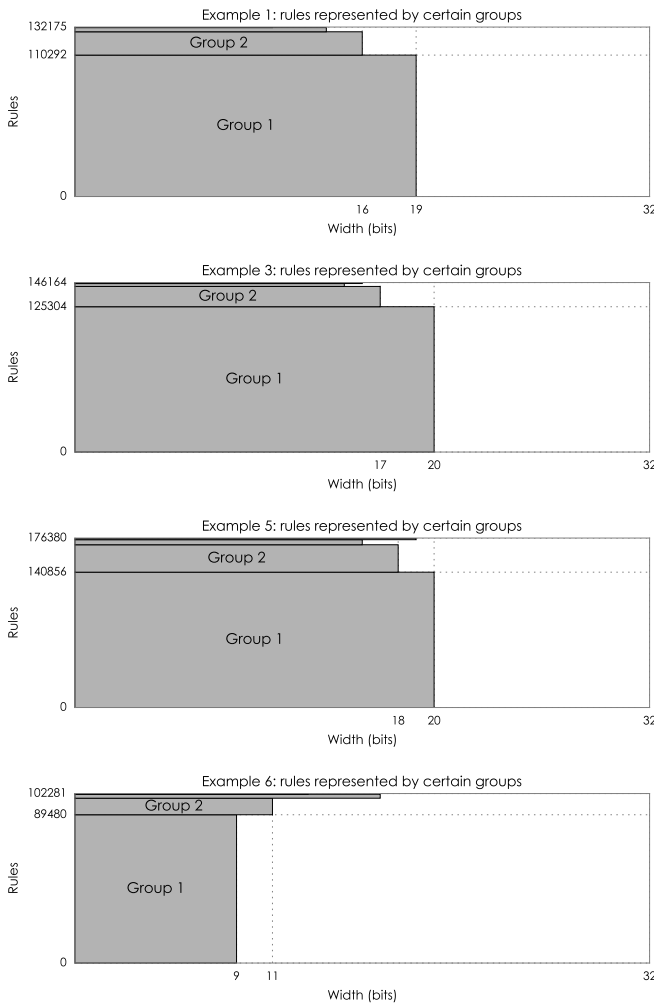 Example 1: rules represented by certain groups
132175
Group 2
110292
Rules
Group 1
0
16 19 32
Width (bits)
Example 3: rules represented by certain groups
146164
Group 2
125304
Rules
Group 1
0
17 20 32
Width (bits)
Example 5: rules represented by certain groups
176380
Group 2
140856
Rules
Group 1
0
18 20 32
Width (bits)
Example 6: rules represented by certain groups
102281
Group 2
89480
Rules
Group 1
0
9 11 32
Width (bits)